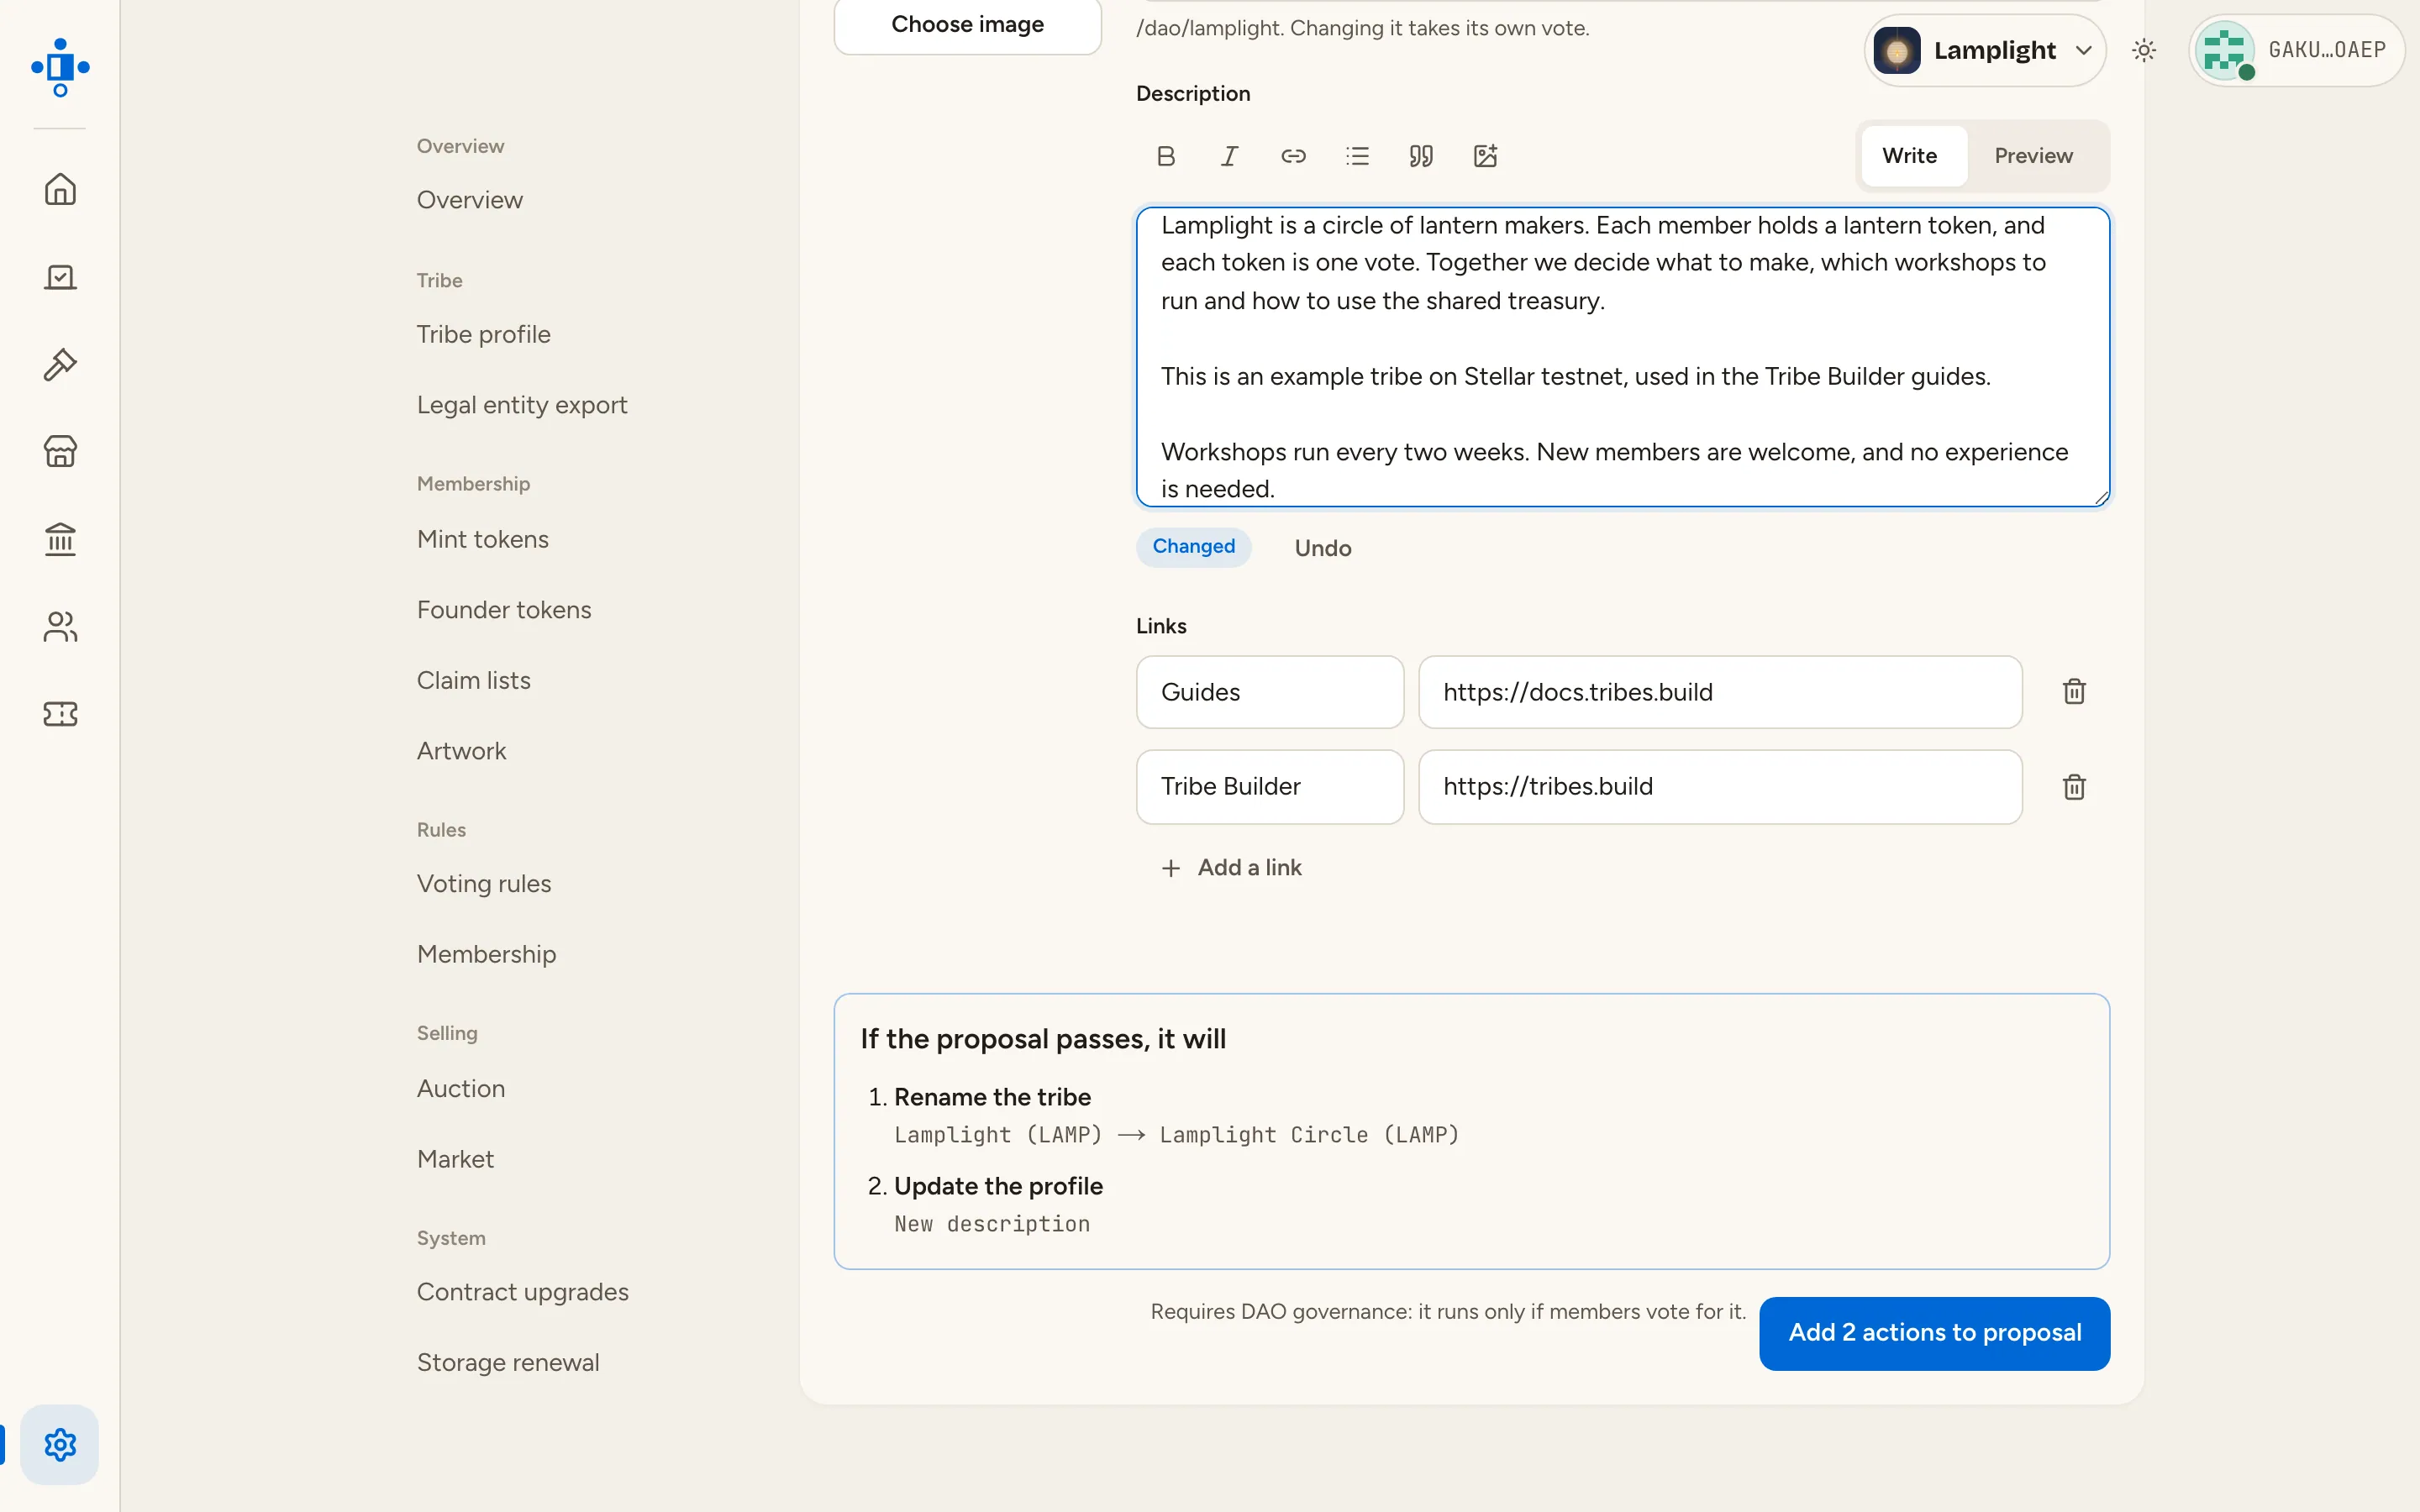 Choose image
/dao/lamplight. Changing it takes its own vote.
Lamplight
GAKU...OAEP
Overview
Overview
Tribe
Tribe profile
Legal entity export
Membership
Mint tokens
Founder tokens
Claim lists
Artwork
Rules
Voting rules
Membership
Selling
Auction
Market
System
Contract upgrades
Storage renewal
Description
Write
Preview
Lamplight is a circle of lantern makers. Each member holds a lantern token, and
each token is one vote. Together we decide what to make, which workshops to
run and how to use the shared treasury.
This is an example tribe on Stellar testnet, used in the Tribe Builder guides.
Workshops run every two weeks. New members are welcome, and no experience
is needed.
Changed
Undo
Links
Guides
https://docs.tribes.build
Tribe Builder
https://tribes.build
Add a link
If the proposal passes, it will
1. Rename the tribe
Lamplight (LAMP) → Lamplight Circle (LAMP)
2. Update the profile
New description
Requires DAO governance: it runs only if members vote for it.
Add 2 actions to proposal